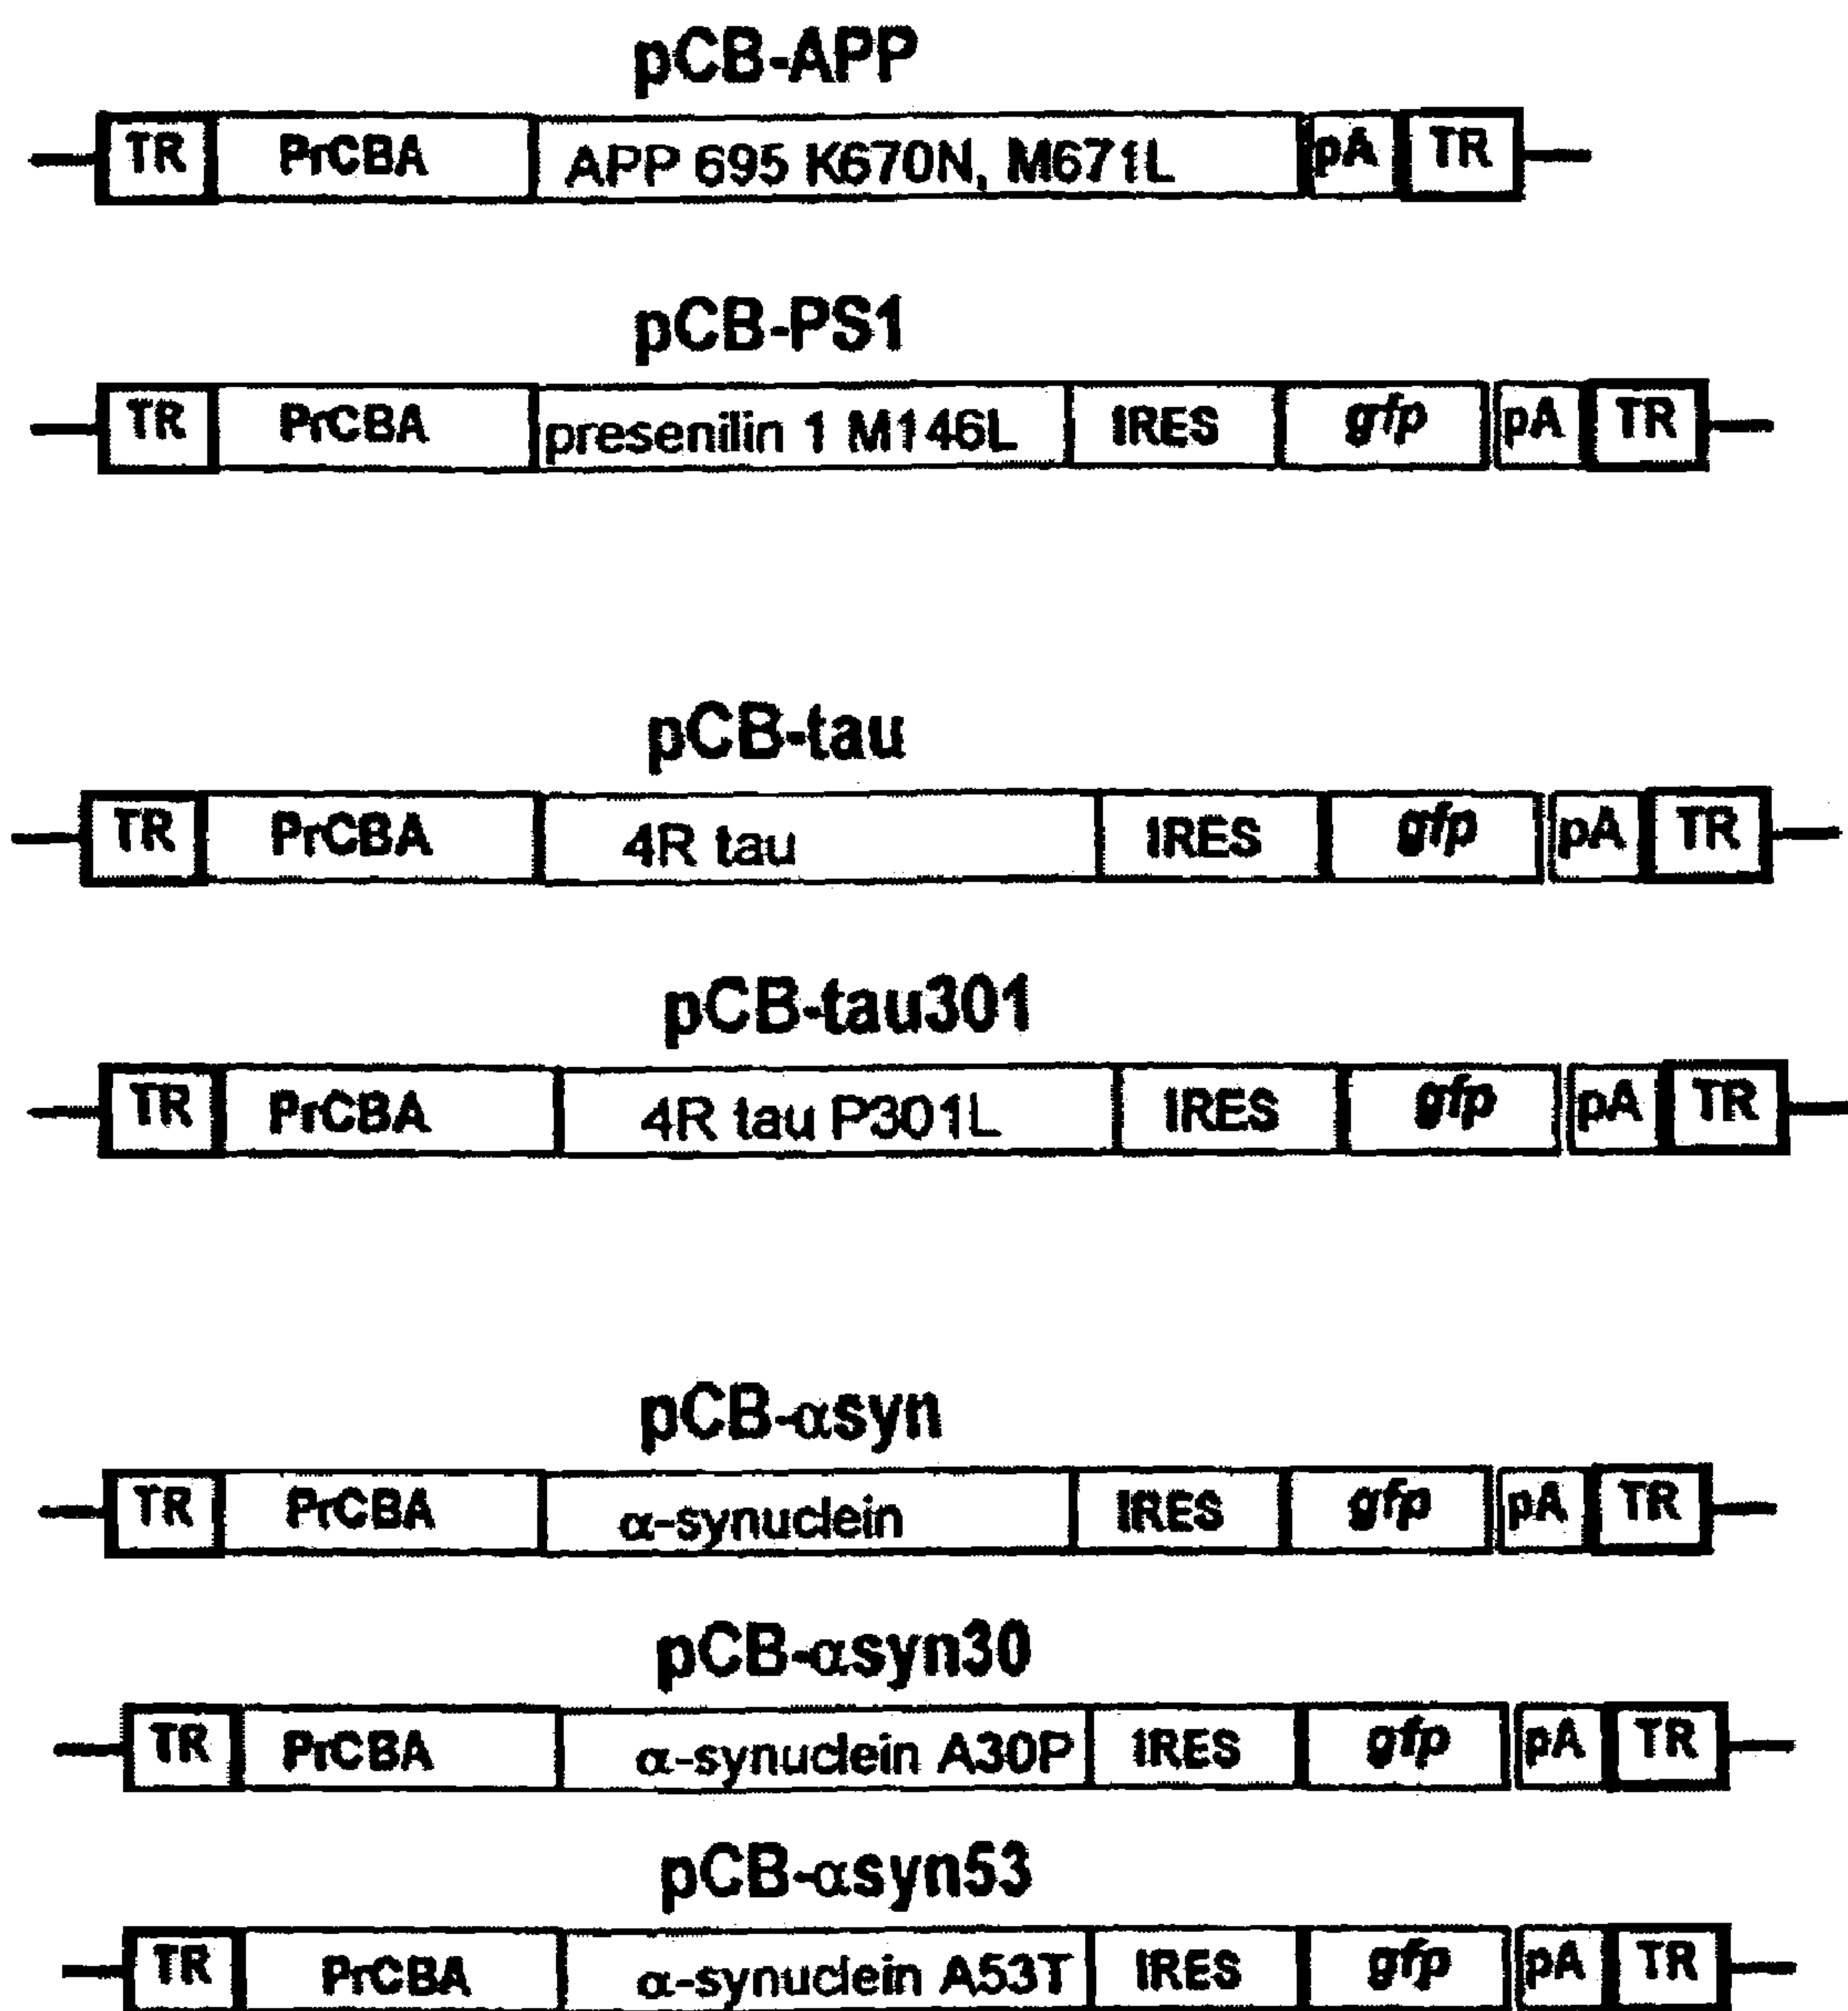 pCB-APP
TR PrCBA APP 695 K670N, M671L pA TR
pCB-PS1
TR PrCBA presenilin 1 M146L IRES gfp pA TR
pCB-tau
TR PrCBA 4R tau IRES gfp pA TR
pCB-tau301
TR PrCBA 4R tau P301L IRES gfp pA TR
pCB-αsyn
TR PrCBA α-synuclein IRES gfp pA TR
pCB-αsyn30
TR PrCBA α-synuclein A30P IRES gfp pA TR
pCB-αsyn53
TR PrCBA α-synuclein A53T IRES gfp pA TR